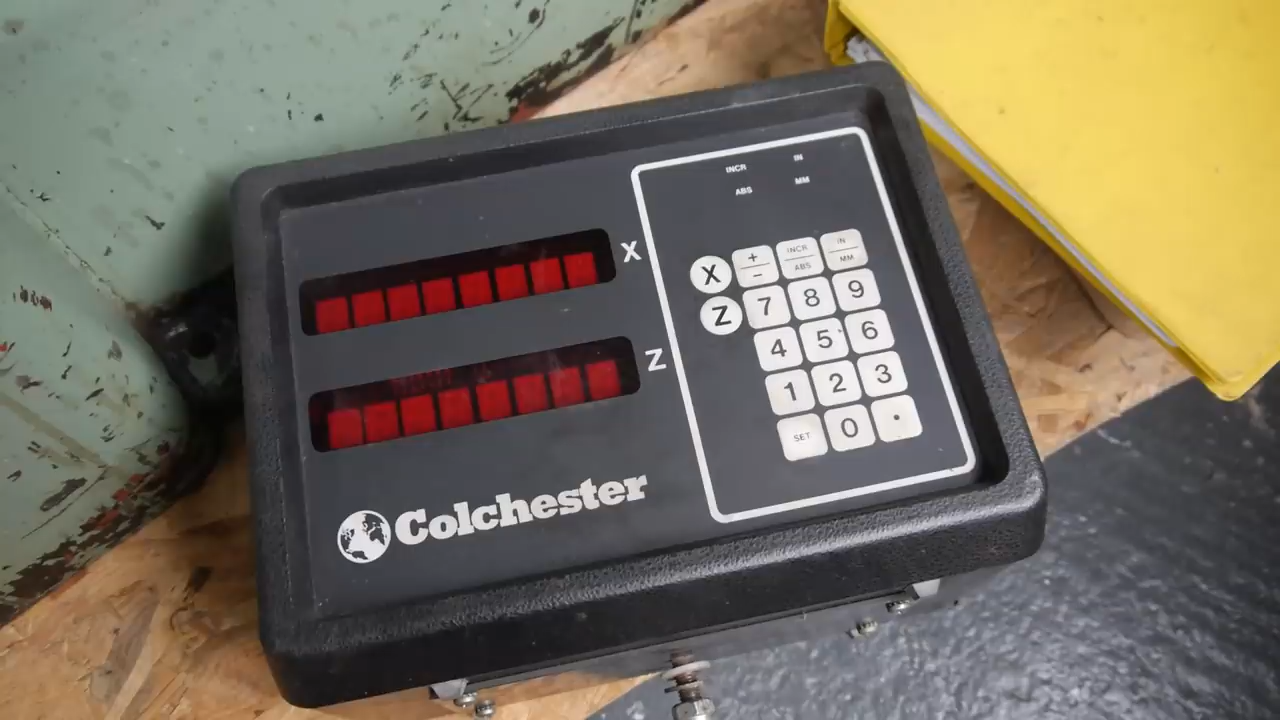 X
Z
Colchester
INCR IN
ABS MM
X + - INCR ABS IN MM
Z 7 8 9
4 5 6
1 2 3
SET 0 .